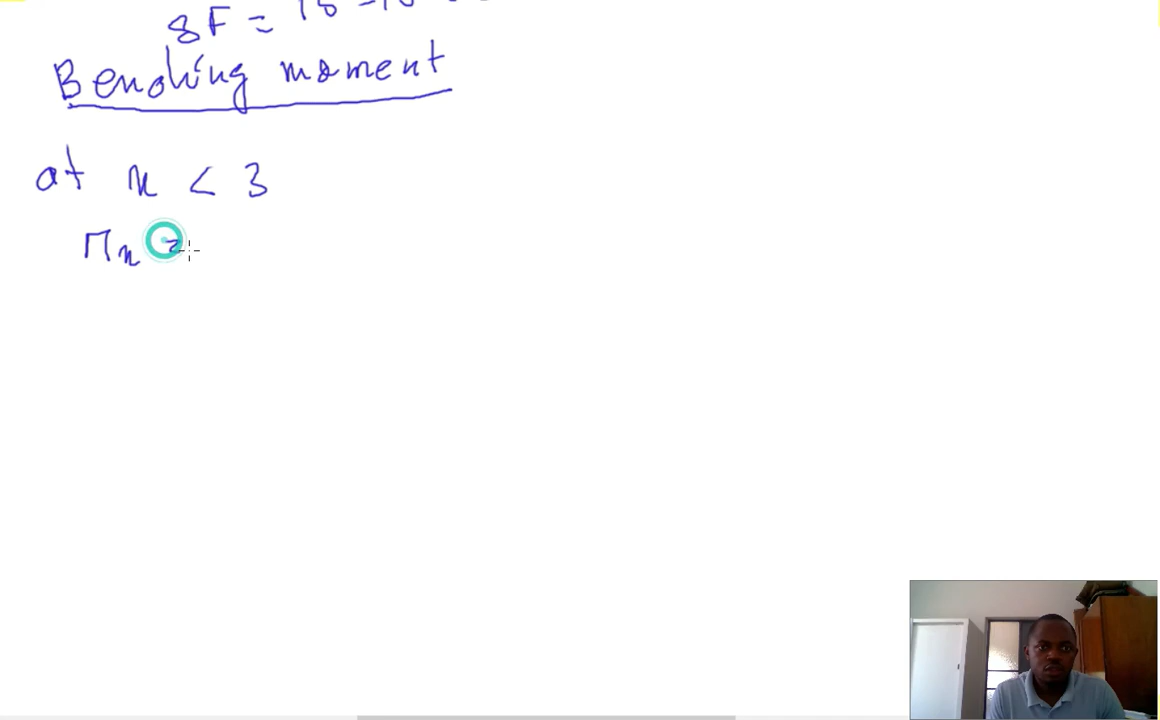 SF =
Bending moment
at x < 3
Mx =